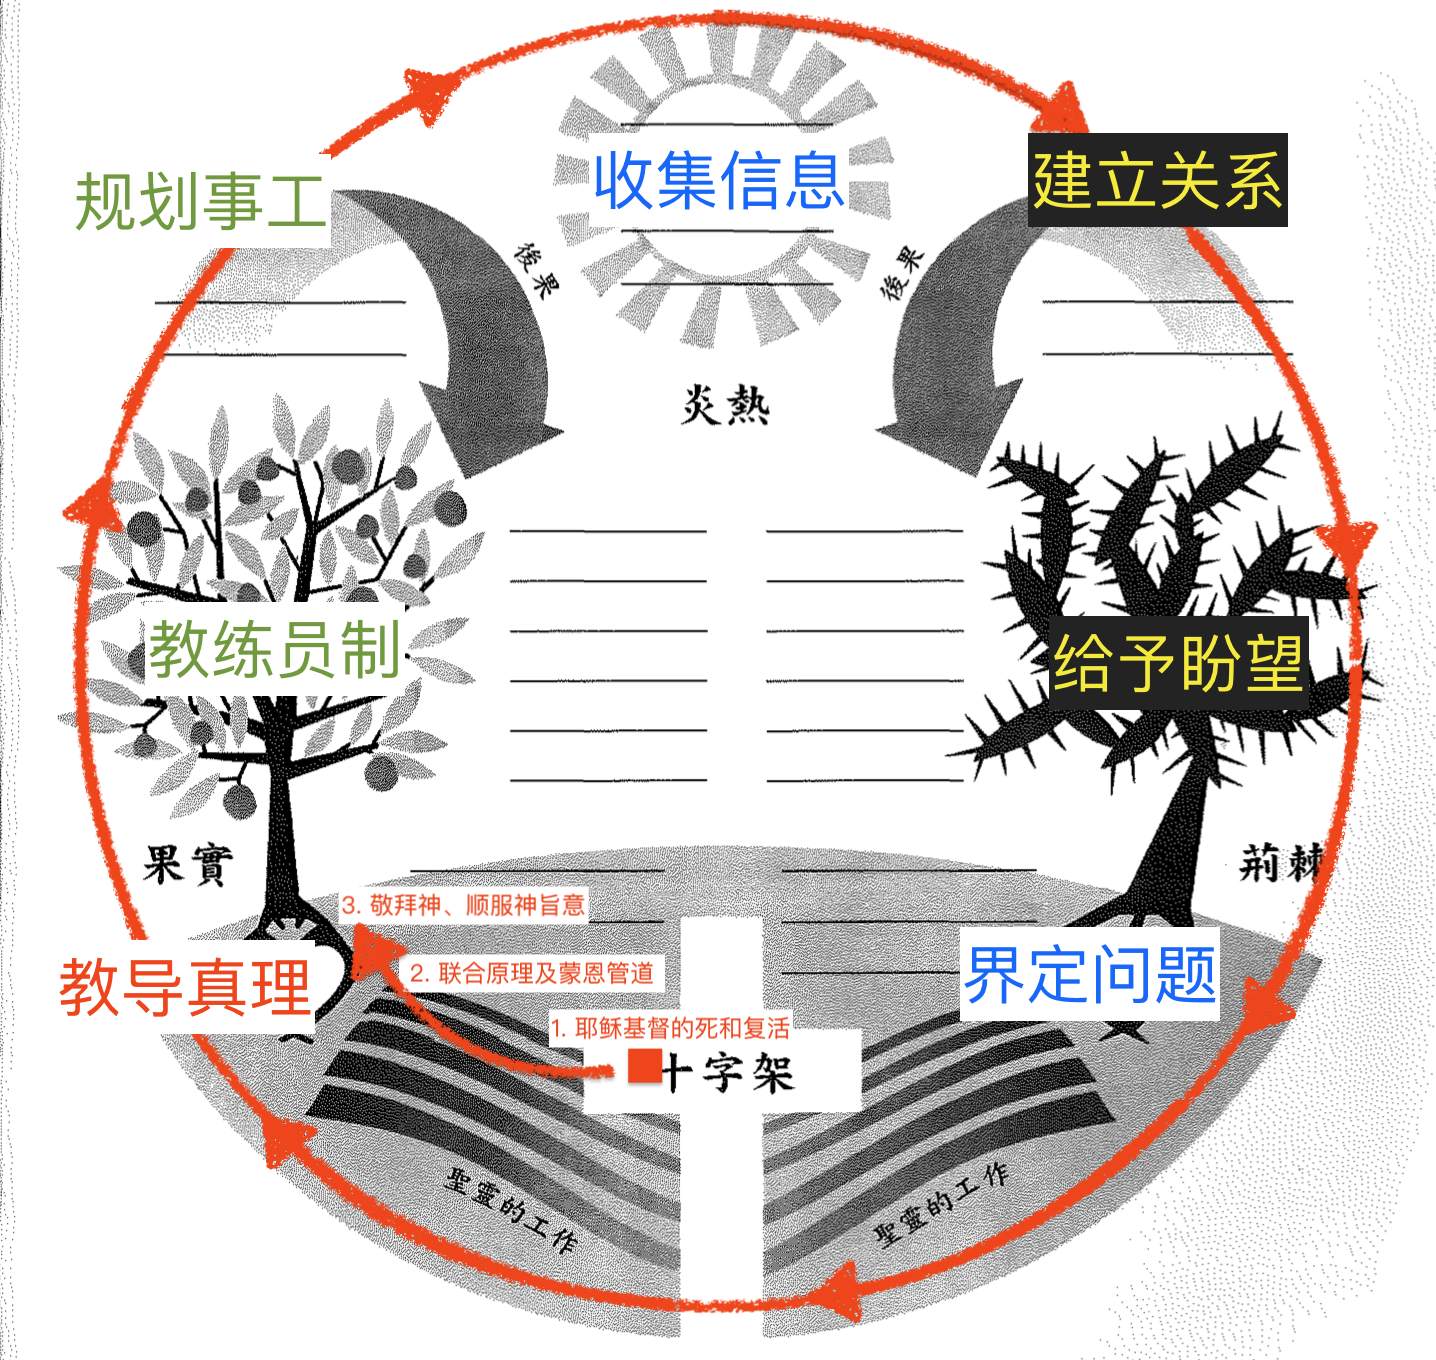 规划事工
收集信息
建立关系
後果
後果
炎熱
教练员制
给予盼望
果實
荊棘
3. 敬拜神、顺服神旨意
教导真理
2. 联合原理及蒙恩管道
界定问题
1. 耶稣基督的死和复活
十字架
聖靈的工作
聖靈的工作